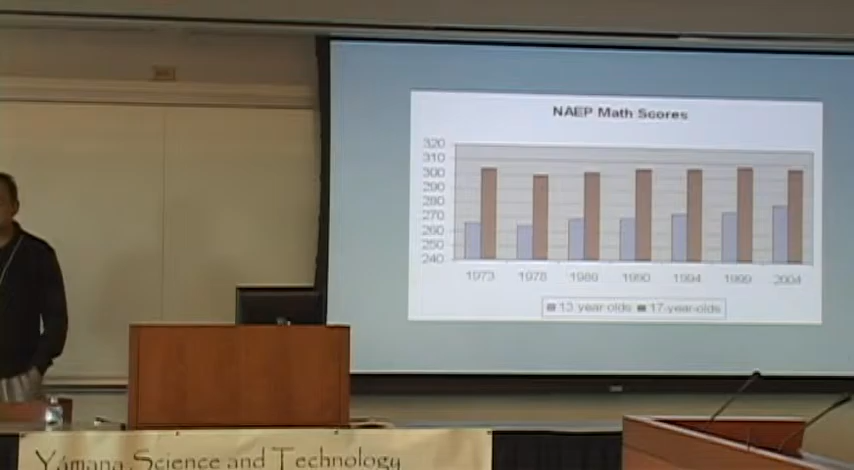 NAEP Math Scores
320
310
300
290
280
270
260
250
240
1973 1978 1989 1990 1994 1999 2004
13 year-olds 17-year-olds
Yámana Science and Technology